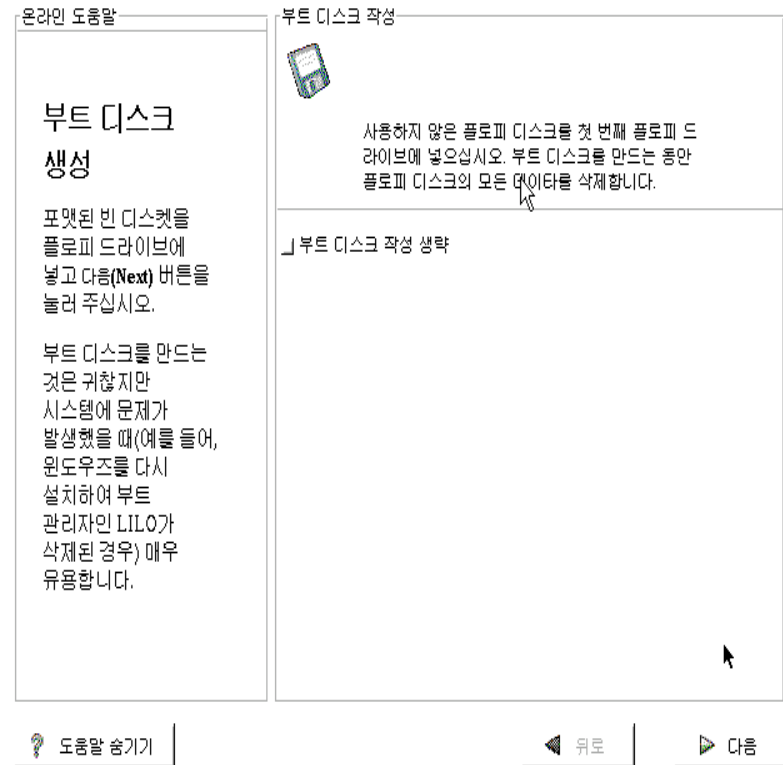 온라인 도움말
부트 디스크
생성
포맷된 빈 디스켓을
플로피 드라이브에
넣고 다음(Next) 버튼을
눌러 주십시오.
부트 디스크를 만드는
것은 귀찮지만
시스템에 문제가
발생했을 때(예를 들어,
윈도우즈를 다시
설치하여 부트
관리자인 LILO가
삭제된 경우) 매우
유용합니다.
부트 디스크 작성
사용하지 않은 플로피 디스크를 첫 번째 플로피 드
라이브에 넣으십시오. 부트 디스크를 만드는 동안
플로피 디스크의 모든 데이타를 삭제합니다.
부트 디스크 작성 생략
도움말 숨기기
뒤로
다음